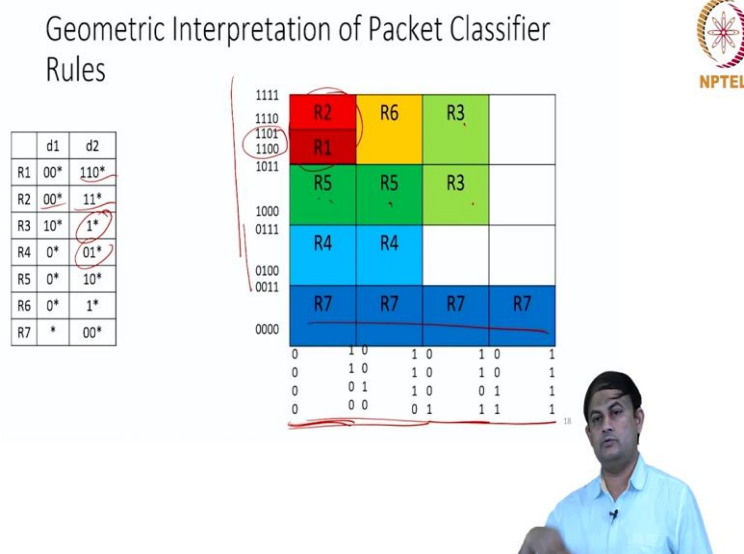 Geometric Interpretation of Packet Classifier
Rules
NPTEL
d1 d2
R1 00* 110*
R2 00* 11*
R3 10* 1*
R4 0* 01*
R5 0* 10*
R6 0* 1*
R7 * 00*
1111
1110
1101
1100
1011
1000
0111
0100
0011
0000
R2 R6 R3
R1
R5 R5 R3
R4 R4
R7 R7 R7 R7
0 1 0 1 0 1 0 1
0 1 0 1 0 1 0 1
0 0 1 1 0 0 1 1
0 0 0 0 1 1 1 1
18